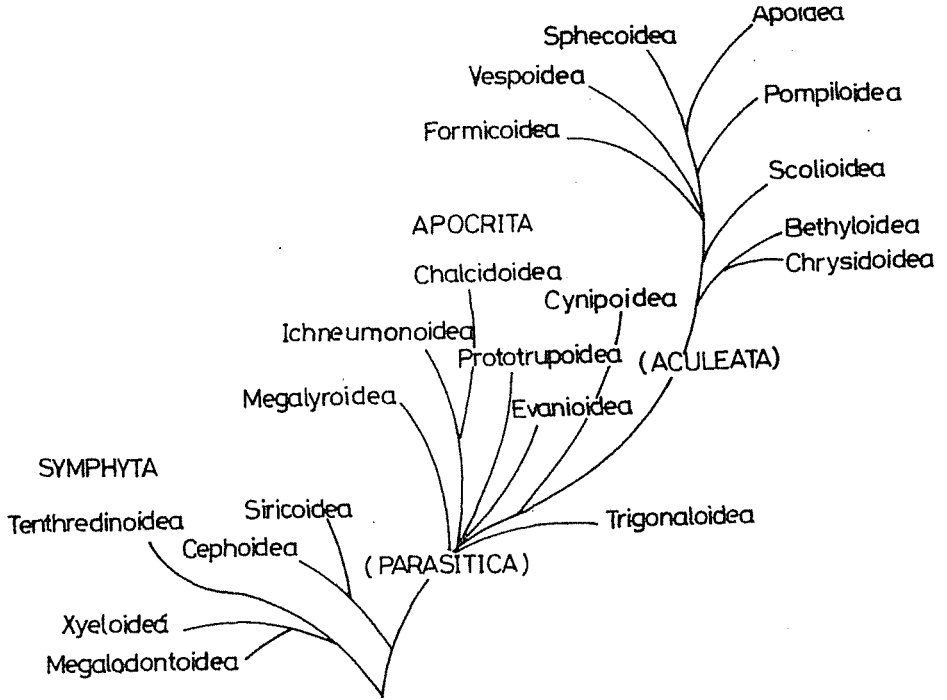 Apoidea
Sphecoidea
Vespoidea
Pompiloidea
Formicoidea
Scolioidea
APOCRITA
Bethyloidea
Chrysidoidea
Chalcidoidea
Cynipoidea
Ichneumonoidea
Prototrupoidea
(ACULEATA)
Megalyroidea
Evanioidea
SYMPHYTA
Tenthredinoidea
Siricoidea
Trigonaloidea
Cephoidea
(PARASITICA)
Xyeloidea
Megalodontoidea